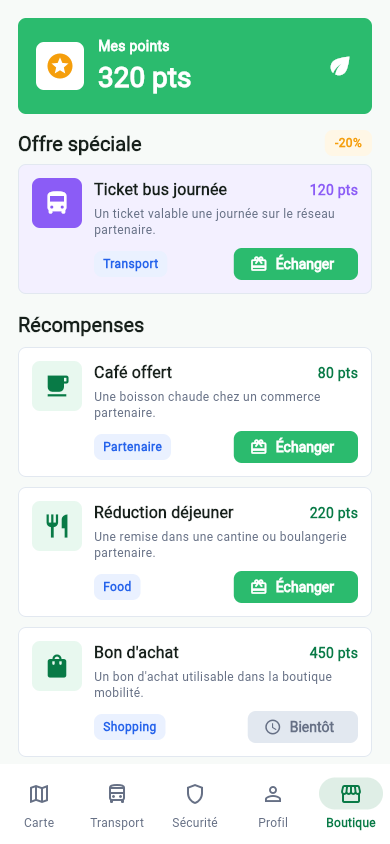 Mes points
320 pts
Offre spéciale
-20%
Ticket bus journée
120 pts
Un ticket valable une journée sur le réseau
partenaire.
Transport
Échanger
Récompenses
Café offert
80 pts
Une boisson chaude chez un commerce
partenaire.
Partenaire
Échanger
Réduction déjeuner
220 pts
Une remise dans une cantine ou boulangerie
partenaire.
Food
Échanger
Bon d'achat
450 pts
Un bon d'achat utilisable dans la boutique
mobilité.
Shopping
Bientôt
Carte
Transport
Sécurité
Profil
Boutique